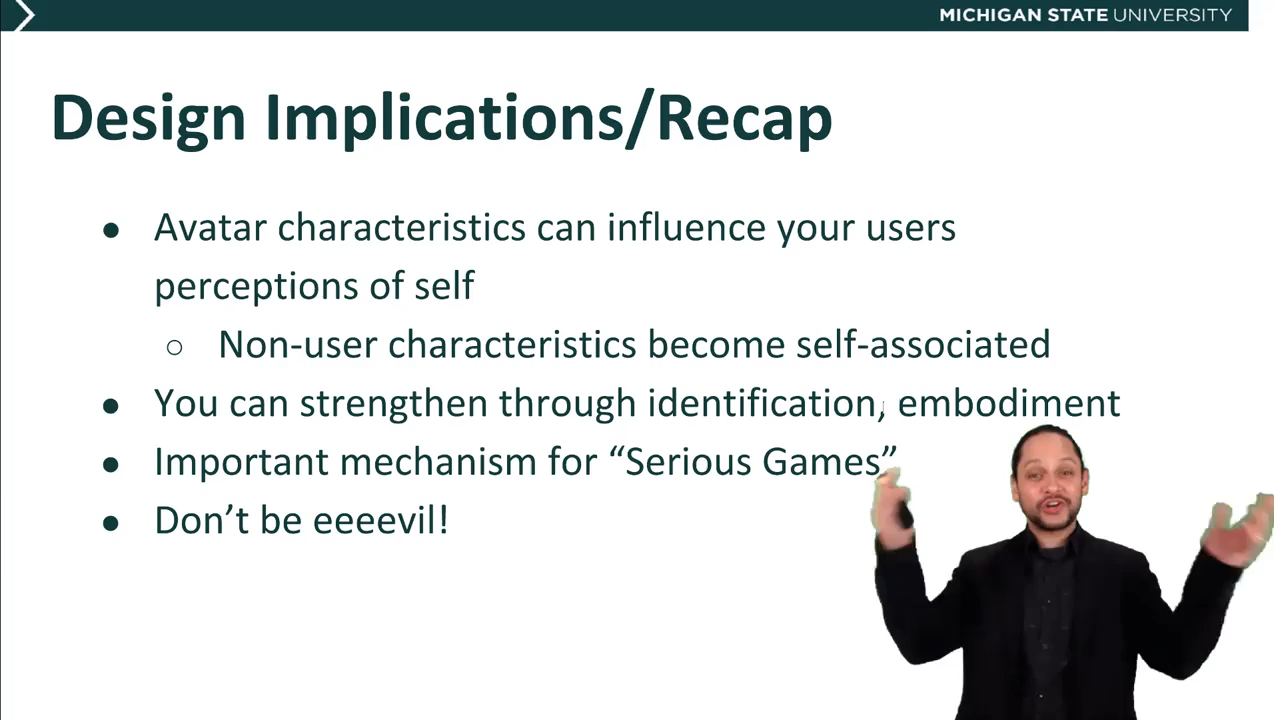 MICHIGAN STATE UNIVERSITY
Design Implications/Recap
● Avatar characteristics can influence your users
perceptions of self
○ Non-user characteristics become self-associated
● You can strengthen through identification, embodiment
● Important mechanism for “Serious Games”
● Don’t be eeeevil!